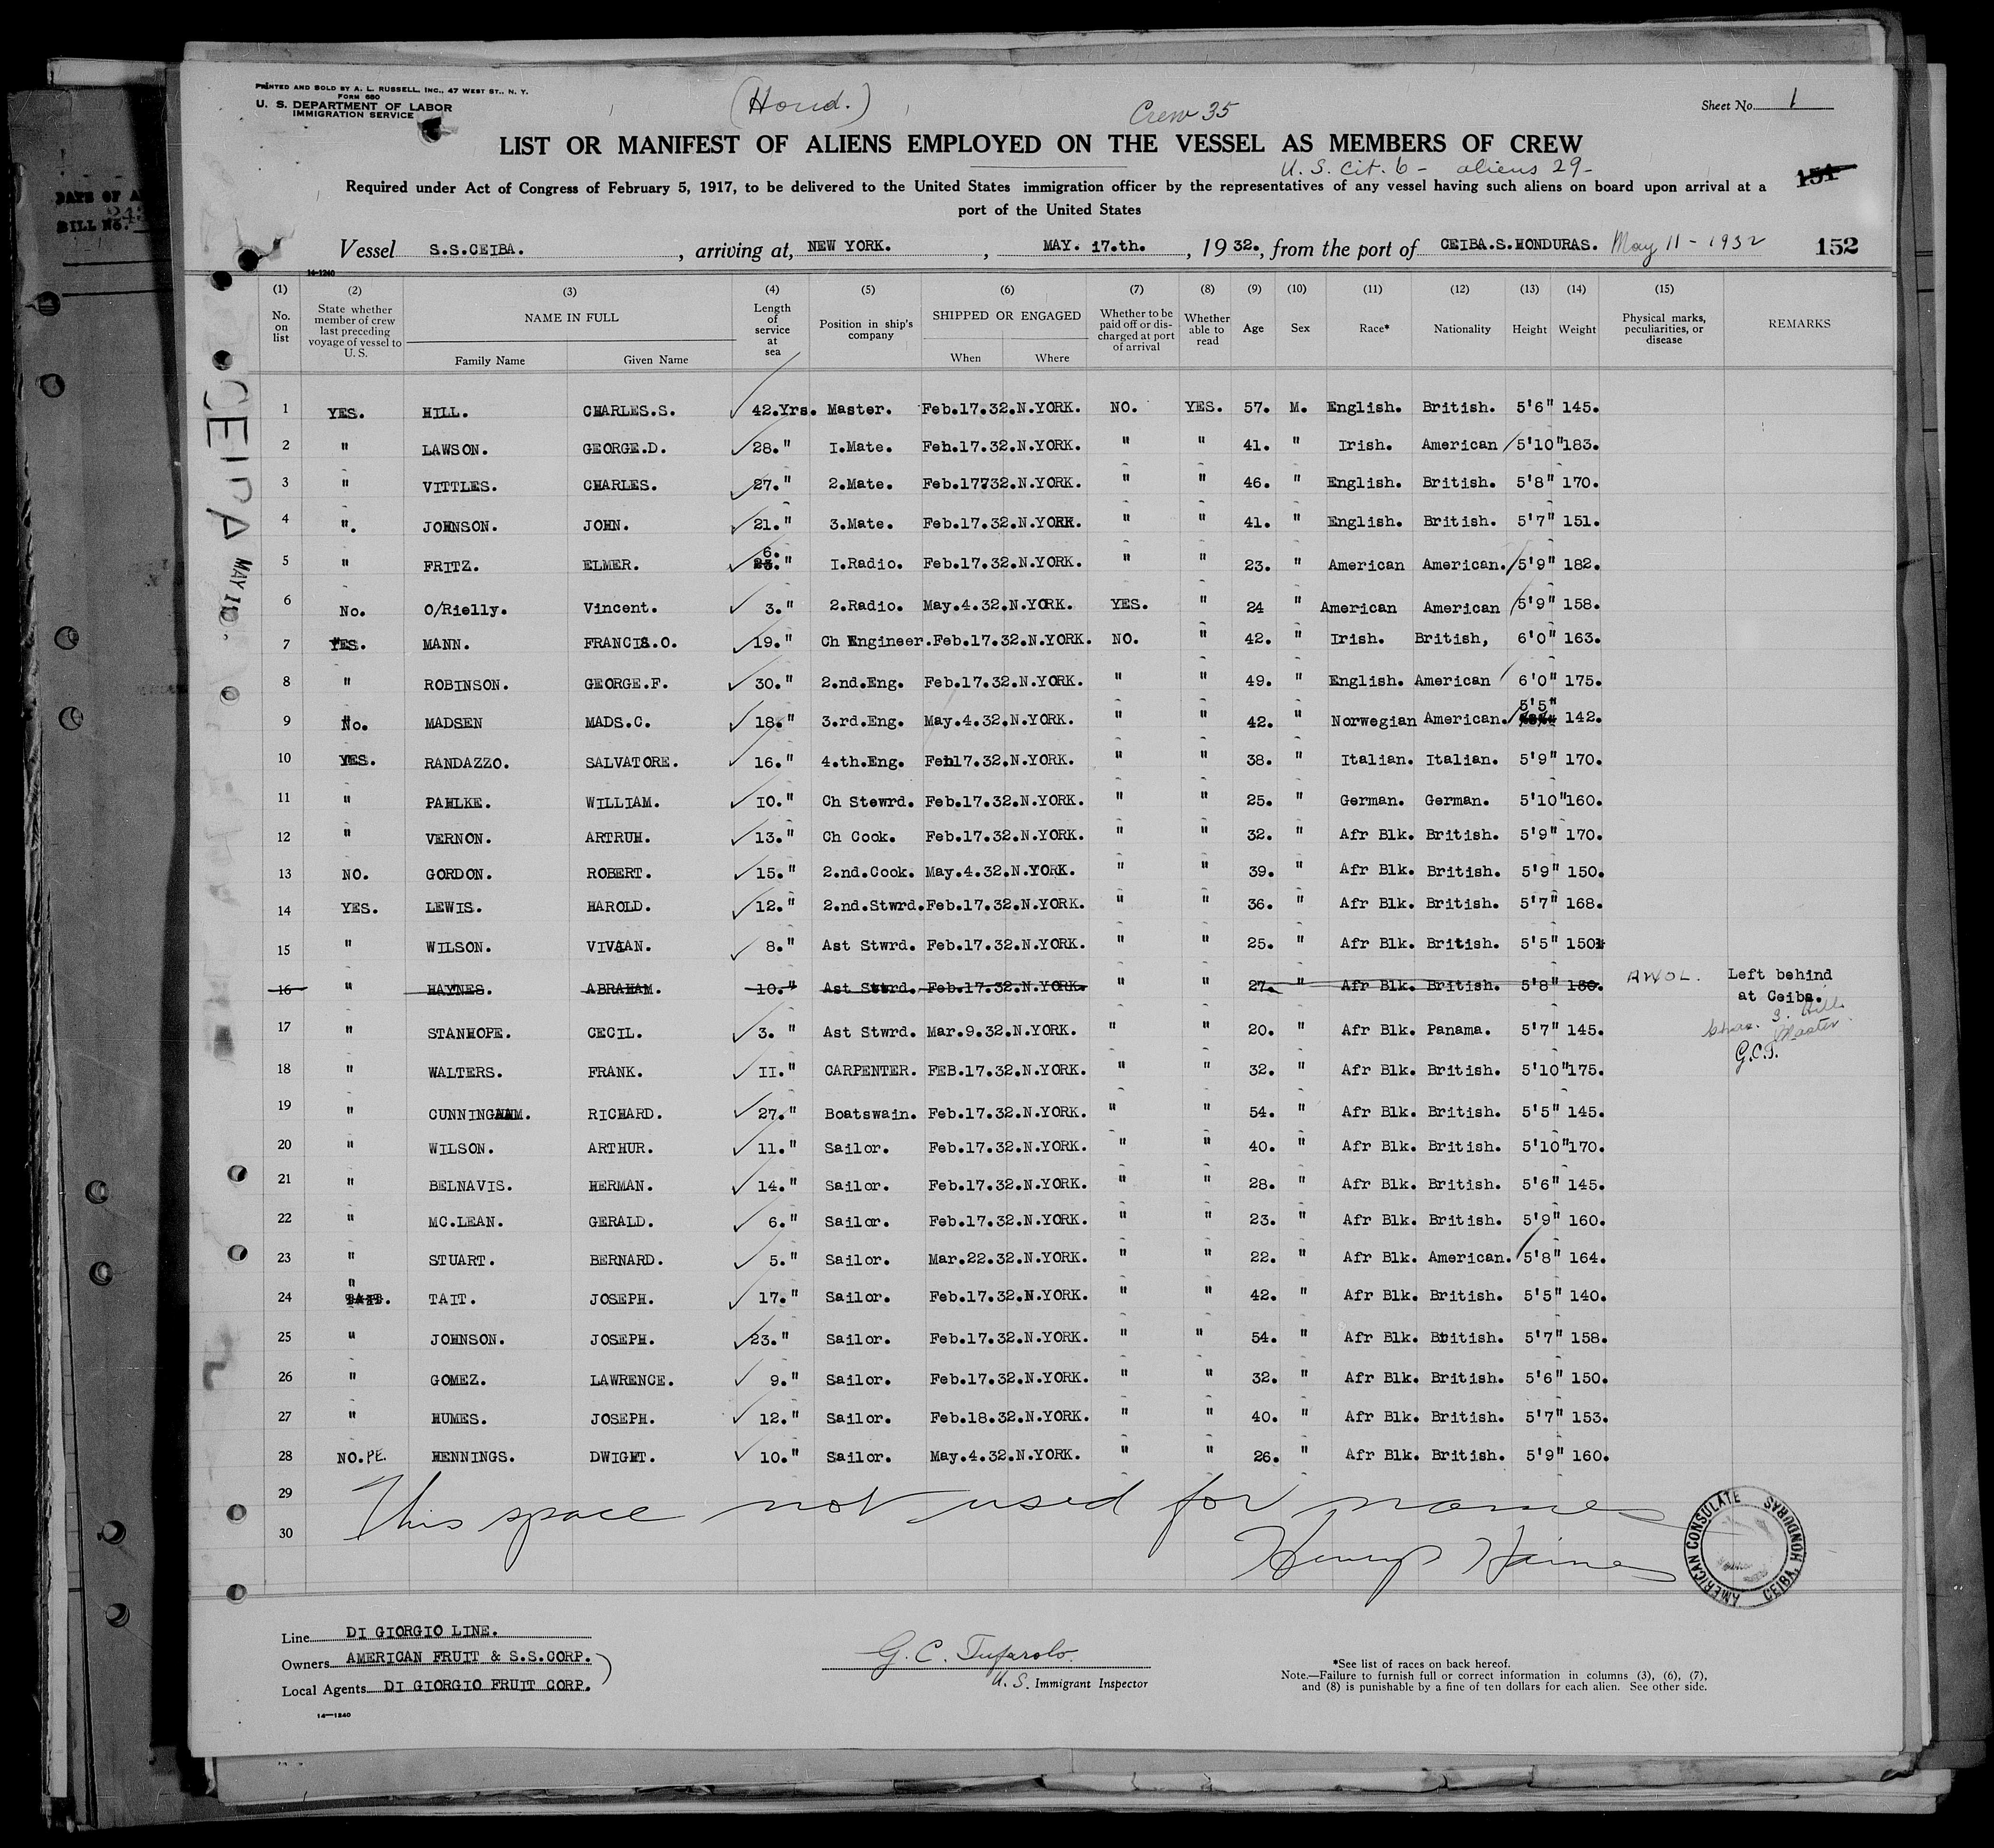 PRINTED AND SOLD BY A. L. RUSSELL, INC., 47 WEST ST., N. Y.
FORM 680
U. S. DEPARTMENT OF LABOR
IMMIGRATION SERVICE
(Hond.)
Crew 35
Sheet No. 1
LIST OR MANIFEST OF ALIENS EMPLOYED ON THE VESSEL AS MEMBERS OF CREW
U. S. Cit. 6 - aliens 29 -
Required under Act of Congress of February 5, 1917, to be delivered to the United States immigration officer by the representatives of any vessel having such aliens on board upon arrival at a
port of the United States
151
Vessel S.S.CEIBA. , arriving at, NEW YORK. , MAY. 17.th. , 19 32. , from the port of CEIBA.S.HONDURAS. May 11 - 1932 152
14-1240
(1) (2) (3) (4) (5) (6) (7) (8) (9) (10) (11) (12) (13) (14) (15)
No. on list State whether member of crew last preceding voyage of vessel to U. S. NAME IN FULL Length of service at sea Position in ship's company SHIPPED OR ENGAGED Whether to be paid off or discharged at port of arrival Whether able to read Age Sex Race* Nationality Height Weight Physical marks, peculiarities, or disease REMARKS
Family Name Given Name When Where
1 YES. HILL. CHARLES.S. 42.Yrs. Master. Feb.17.32.N.YORK. NO. YES. 57. M. English. British. 5'6" 145.
2 " LAWSON. GEORGE.D. 28." I.Mate. Feb.17.32.N.YORK. " " 41. " Irish. American 5'10" 183.
3 " VITTLES. CHARLES. 27." 2.Mate. Feb.17732.N.YORK. " " 46. " English. British. 5'8" 170.
4 ". JOHNSON. JOHN. 21." 3.Mate. Feb.17.32.N.YORK. " " 41. " English. British. 5'7" 151.
5 " FRITZ. ELMER. 6." I.Radio. Feb.17.32.N.YORK. " " 23. " American American. 5'9" 182.
6 No. O/Rielly. Vincent. 3." 2.Radio. May.4.32.N.YORK. YES. " 24 " American American 5'9" 158.
7 YES. MANN. FRANCIS.O. 19." Ch Engineer.Feb.17.32.N.YORK. NO. " 42. " Irish. British, 6'0" 163.
8 " ROBINSON. GEORGE.F. 30." 2.nd.Eng. Feb.17.32.N.YORK. " " 49. " English. American 6'0" 175.
9 No. MADSEN MADS.C. 18." 3.rd.Eng. May.4.32.N.YORK. " " 42. " Norwegian American. 5'5" 142.
10 YES. RANDAZZO. SALVATORE. 16." 4.th.Eng. Feb17.32.N.YORK. " " 38. " Italian. Italian. 5'9" 170.
11 " PAHLKE. WILLIAM. IO." Ch Stewrd. Feb.17.32.N.YORK. " " 25. " German. German. 5'10" 160.
12 " VERNON. ARTRUH. 13." Ch Cook. Feb.17.32.N.YORK. " " 32. " Afr Blk. British. 5'9" 170.
13 NO. GORDON. ROBERT. 15." 2.nd.Cook. May.4.32.N.YORK. " " 39. " Afr Blk. British. 5'9" 150.
14 YES. LEWIS. HAROLD. 12." 2.nd.Stwrd.Feb.17.32.N.YORK. " " 36. " Afr Blk. British. 5'7" 168.
15 " WILSON. VIVAAN. 8." Ast Stwrd. Feb.17.32.N.YORK. " " 25. " Afr Blk. British. 5'5" 150
16 " HAYNES. ABRAHAM. 10." Ast Stwrd. Feb.17.32.N.YORK. " " 27. " Afr Blk. British. 5'8" 130. AWOL. Left behind
at Ceiba.
Chas. S. Hill
Master
G.C.T.
17 " STANHOPE. CECIL. 3. " Ast Stwrd. Mar.9.32.N.YORK. " " 20. " Afr Blk. Panama. 5'7" 145.
18 " WALTERS. FRANK. II." CARPENTER. FEB.17.32.N.YORK. " " 32. " Afr Blk. British. 5'10" 175.
19 " CUNNINGHAM. RICHARD. 27." Boatswain. Feb.17.32.N.YORK. " " 54. " Afr Blk. British. 5'5" 145.
20 " WILSON. ARTHUR. 11." Sailor. Feb.17.32.N.YORK. " " 40. " Afr Blk. British. 5'10" 170.
21 " BELNAVIS. HERMAN. 14." Sailor. Feb.17.32.N.YORK. " " 28. " Afr Blk. British. 5'6" 145.
22 " MC.LEAN. GERALD. 6." Sailor. Feb.17.32.N.YORK. " " 23. " Afr Blk. British. 5'9" 160.
23 " STUART. BERNARD. 5." Sailor. Mar.22.32.N.YORK. " " 22. " Afr Blk. American. 5'8" 164.
24 " TAIT. JOSEPH. 17." Sailor. Feb.17.32.N.YORK. " " 42. " Afr Blk. British. 5'5" 140.
25 " JOHNSON. JOSEPH. 23." Sailor. Feb.17.32.N.YORK. " " 54. " Afr Blk. British. 5'7" 158.
26 " GOMEZ. LAWRENCE. 9." Sailor. Feb.17.32.N.YORK. " " 32. " Afr Blk. British. 5'6" 150.
27 " HUMES. JOSEPH. 12." Sailor. Feb.18.32.N.YORK. " " 40. " Afr Blk. British. 5'7" 153.
28 NO.PE. HENNINGS. DWIGHT. 10." Sailor. May.4.32.N.YORK. " " 26. " Afr Blk. British. 5'9" 160.
29
30
This space not used for names
AMERICAN CONSULATE
CEIBA, HONDURAS
Line DI GIORGIO LINE.
Owners AMERICAN FRUIT & S.S.CORP.
Local Agents DI GIORGIO FRUIT CORP.
14-1240
G. C. Tufarolo.
U. S. Immigrant Inspector
*See list of races on back hereof.
Note.—Failure to furnish full or correct information in columns (3), (6), (7),
and (8) is punishable by a fine of ten dollars for each alien. See other side.
CEIBA
DATE OF A
BILL No.